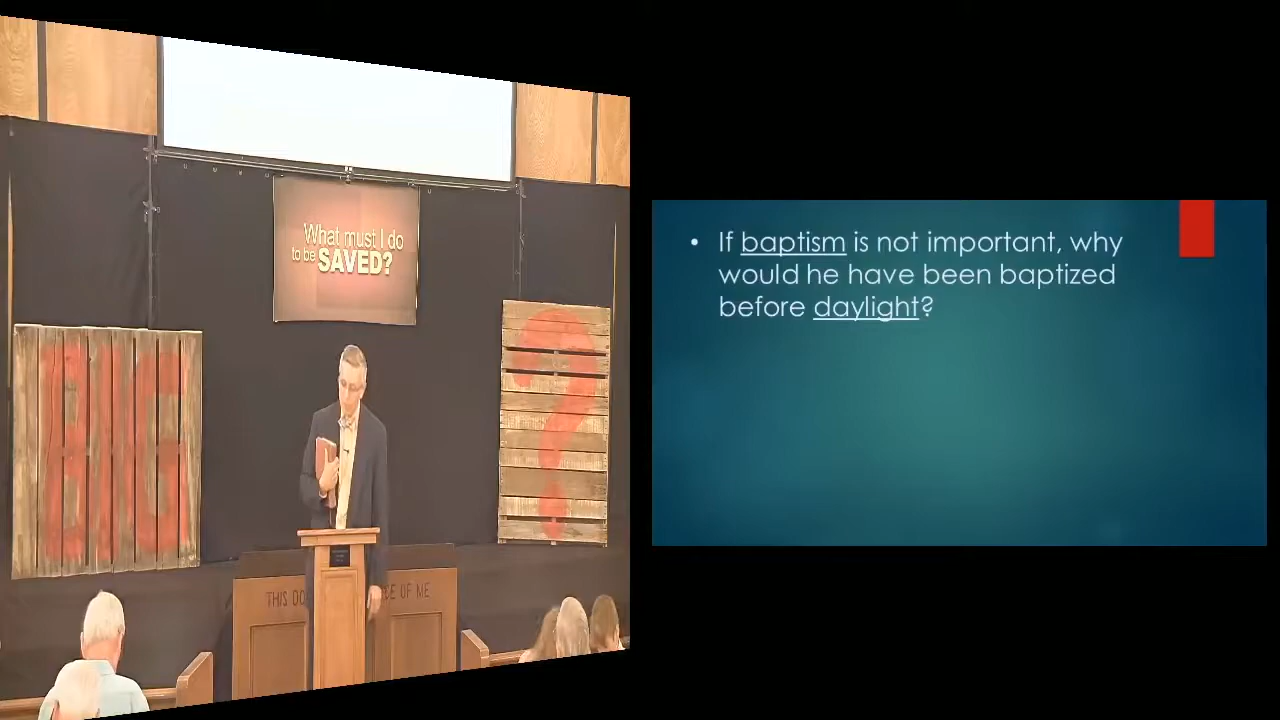 What must I do
to be SAVED?
BIG
?
THIS DO
OF ME
• If baptism is not important, why
would he have been baptized
before daylight?